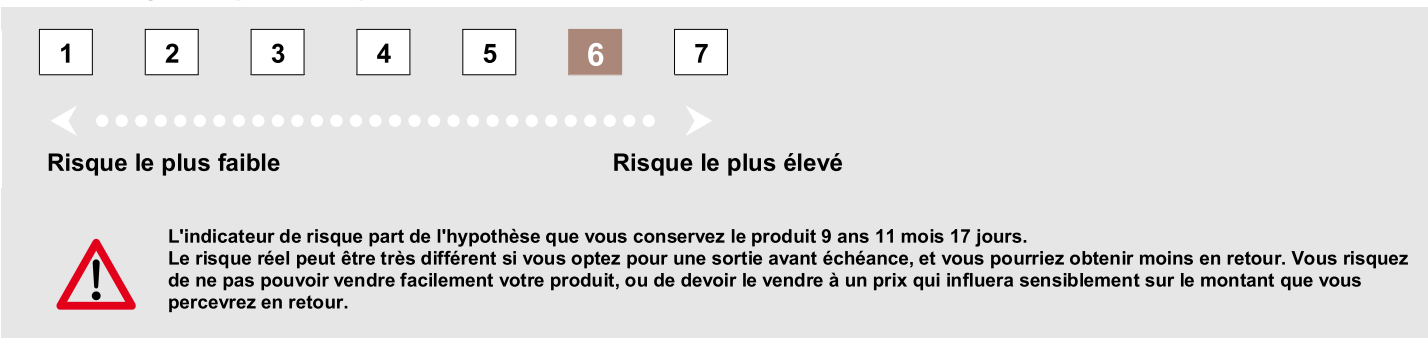 1 2 3 4 5 6 7
Risque le plus faible Risque le plus élevé
L'indicateur de risque part de l'hypothèse que vous conservez le produit 9 ans 11 mois 17 jours.
Le risque réel peut être très différent si vous optez pour une sortie avant échéance, et vous pourriez obtenir moins en retour. Vous risquez
de ne pas pouvoir vendre facilement votre produit, ou de devoir le vendre à un prix qui influera sensiblement sur le montant que vous
percevrez en retour.